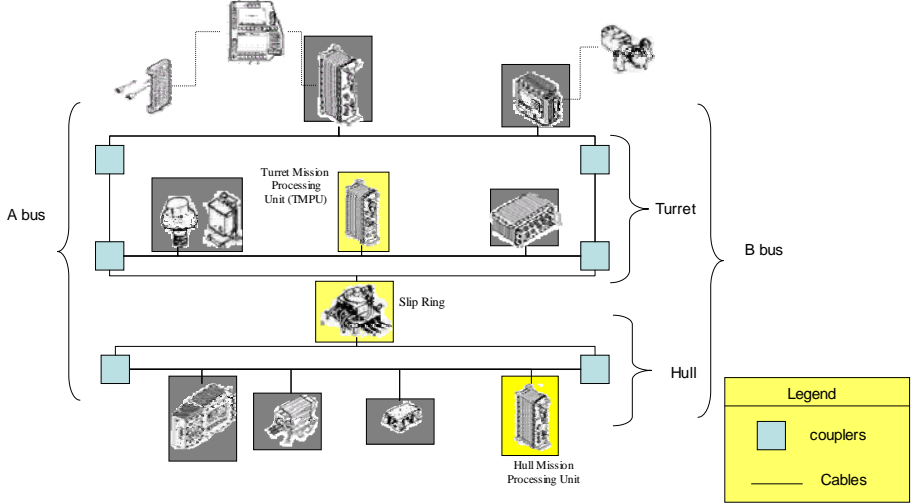 Turret Mission
Processing
Unit (TMPU)
A bus
Turret
B bus
Slip Ring
Hull
Hull Mission
Processing Unit
Legend
couplers
Cables